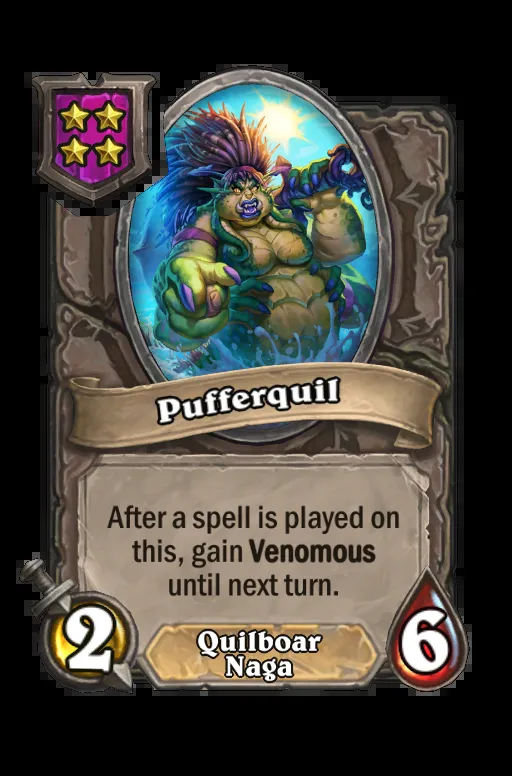 Pufferquil
After a spell is played on
this, gain Venomous
until next turn.
2
Quilboar
Naga
6